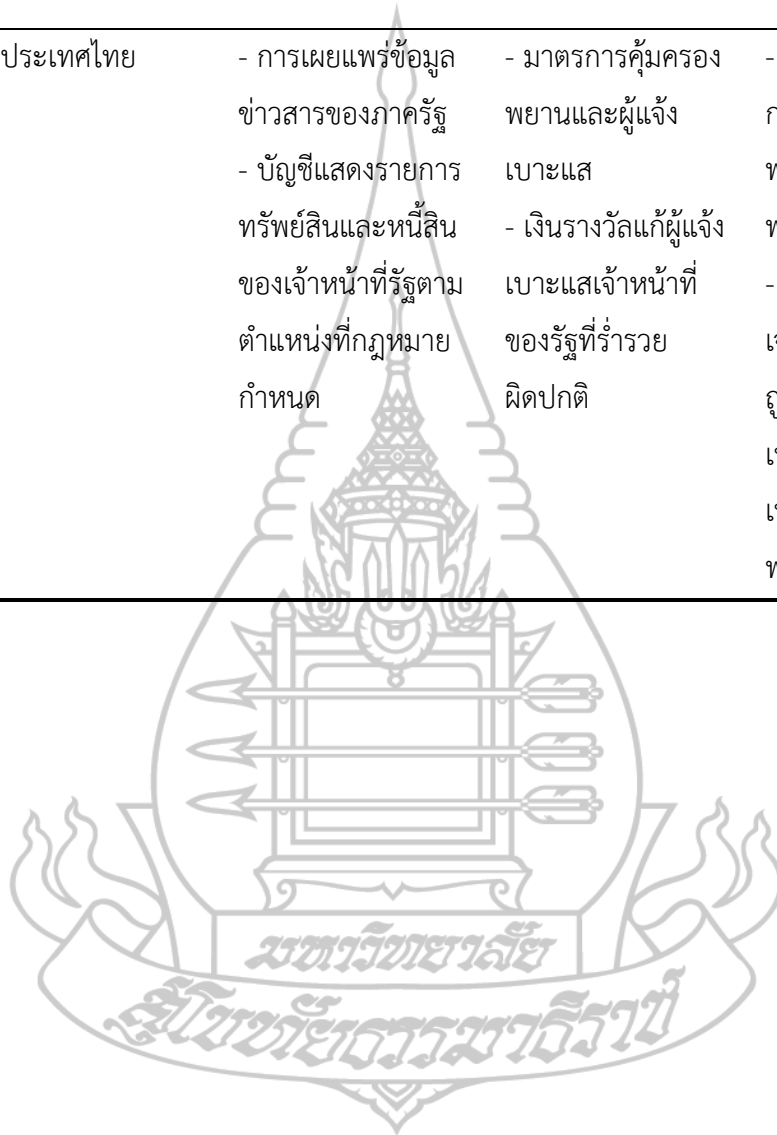 ประเทศไทย
- การเผยแพร่ข้อมูล
ข่าวสารของภาครัฐ
- บัญชีแสดงรายการ
ทรัพย์สินและหนี้สิน
ของเจ้าหน้าที่รัฐตาม
ตำแหน่งที่กฎหมาย
กำหนด
- มาตรการคุ้มครอง
พยานและผู้แจ้ง
เบาะแส
- เงินรางวัลแก้ผู้แจ้ง
เบาะแสเจ้าหน้าที่
ของรัฐที่ร่ำรวย
ผิดปกติ
มหาวิทยาลัย
สุโขทัยธรรมาธิราช